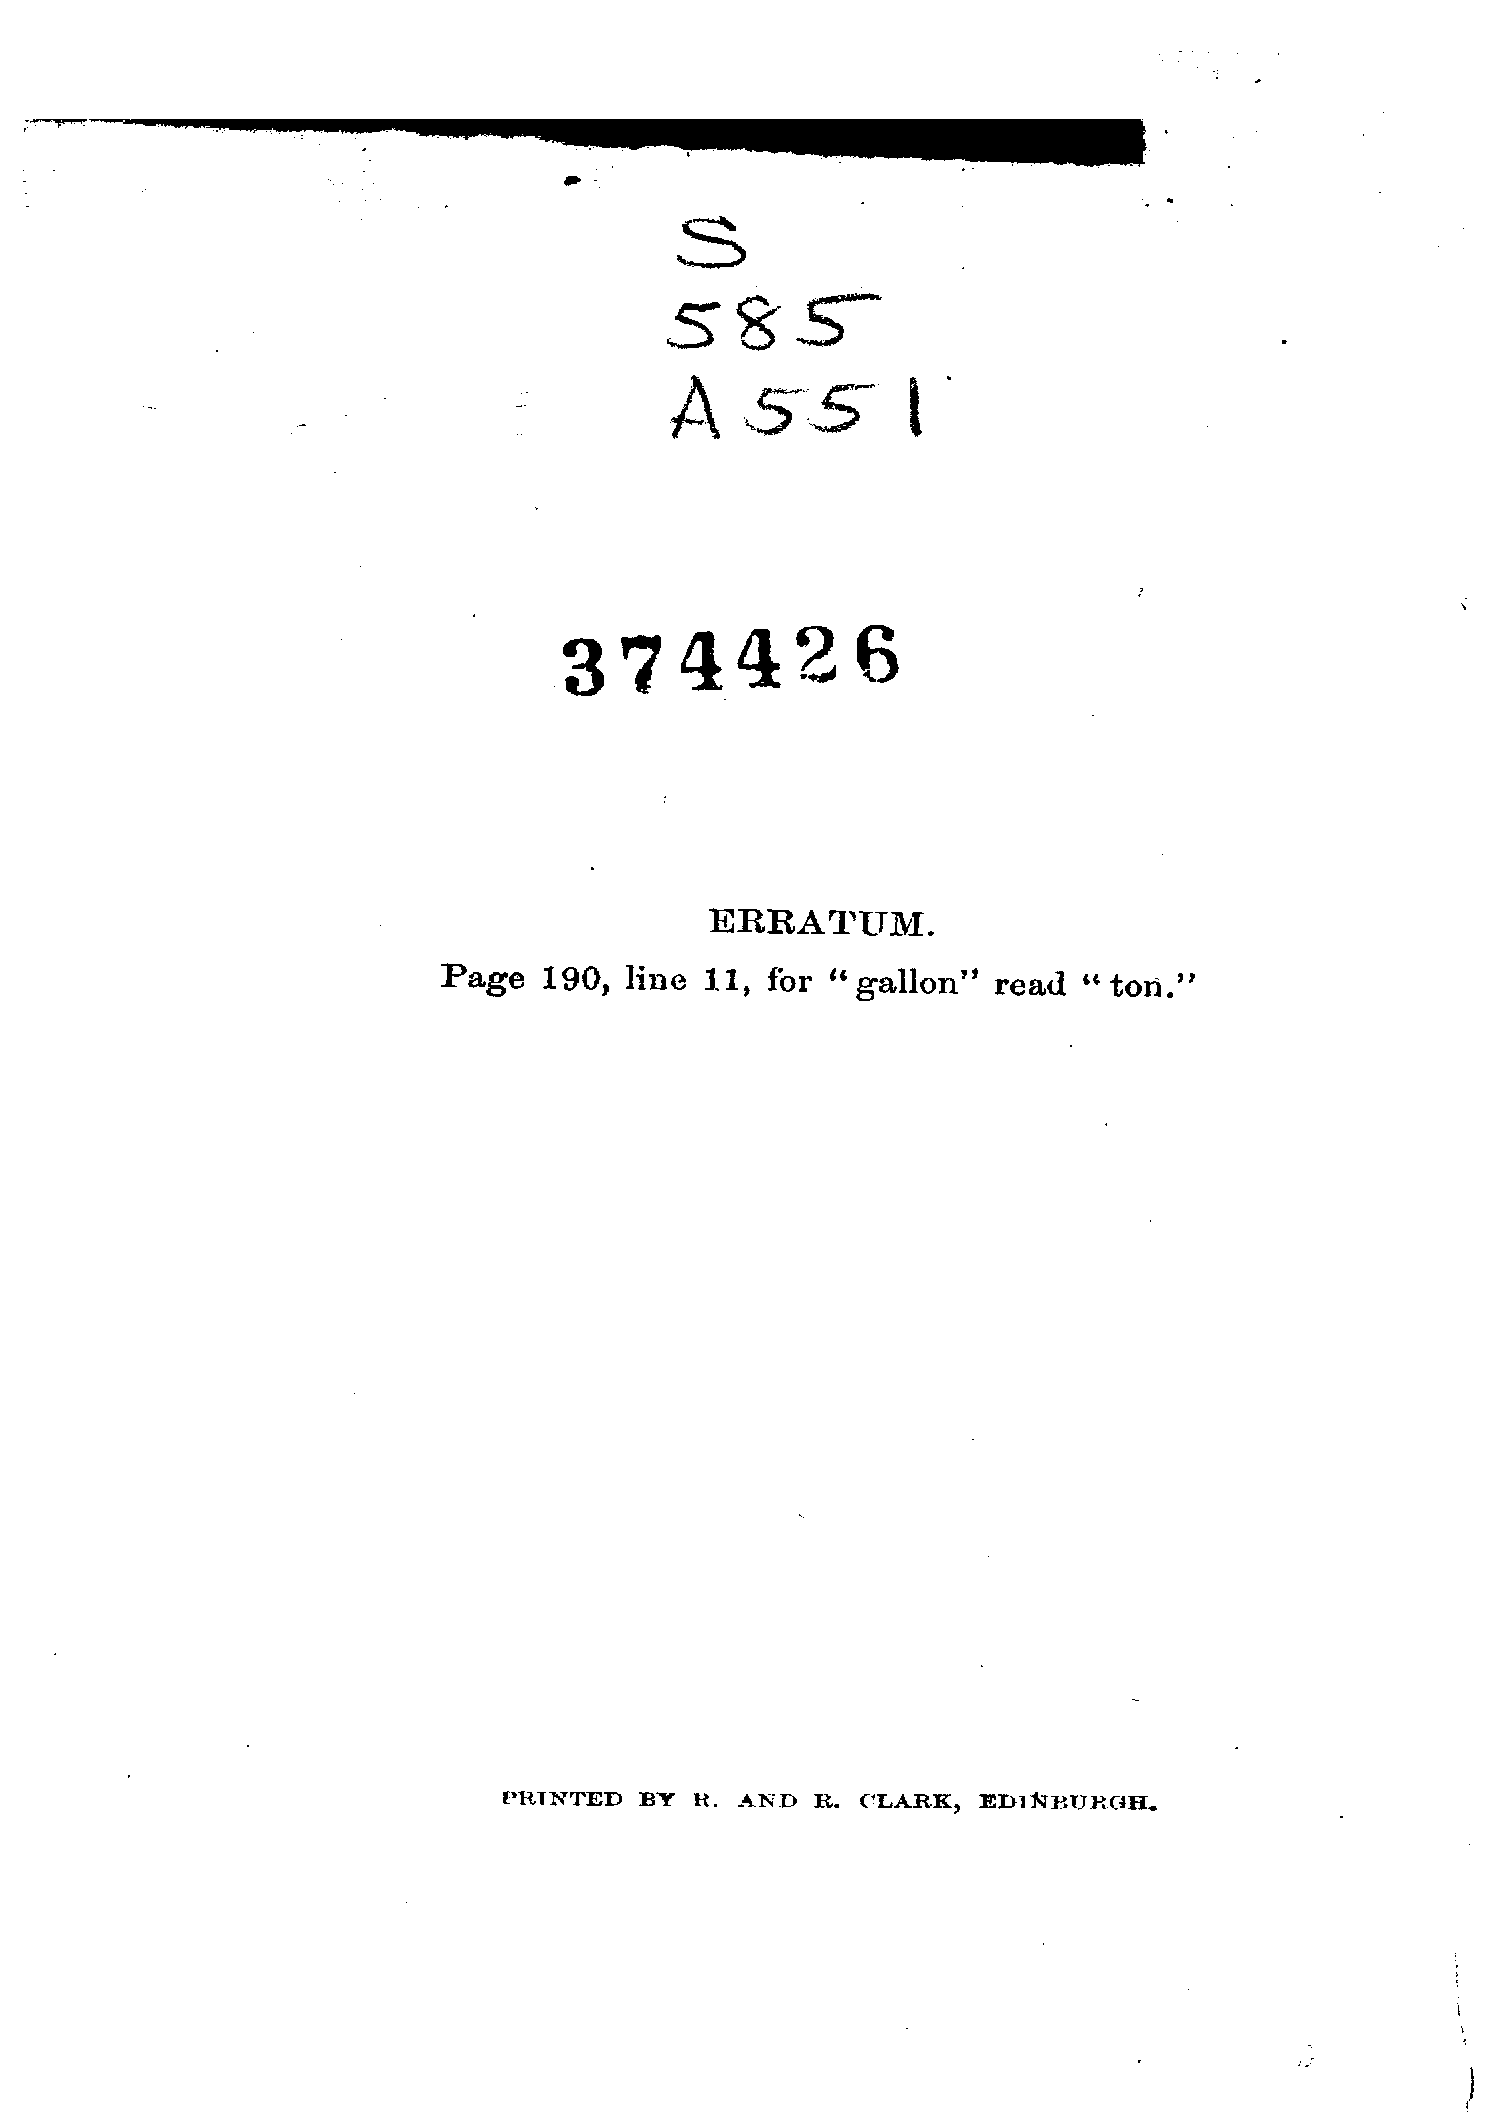 S
585
A551
374426
ERRATUM.
Page 190, line 11, for “gallon” read “ton.”
PRINTED BY R. AND R. CLARK, EDINBURGH.